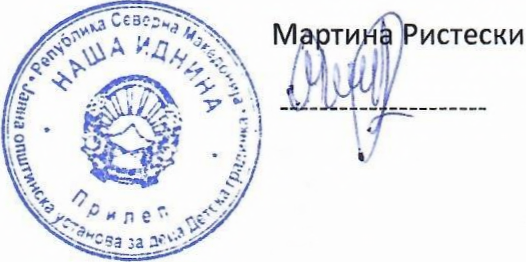 Мартина Ристески
Република Северна Македонија • Јавна општинска установа за деца Детска градинка •
НАША ИДНИНА
Прилеп